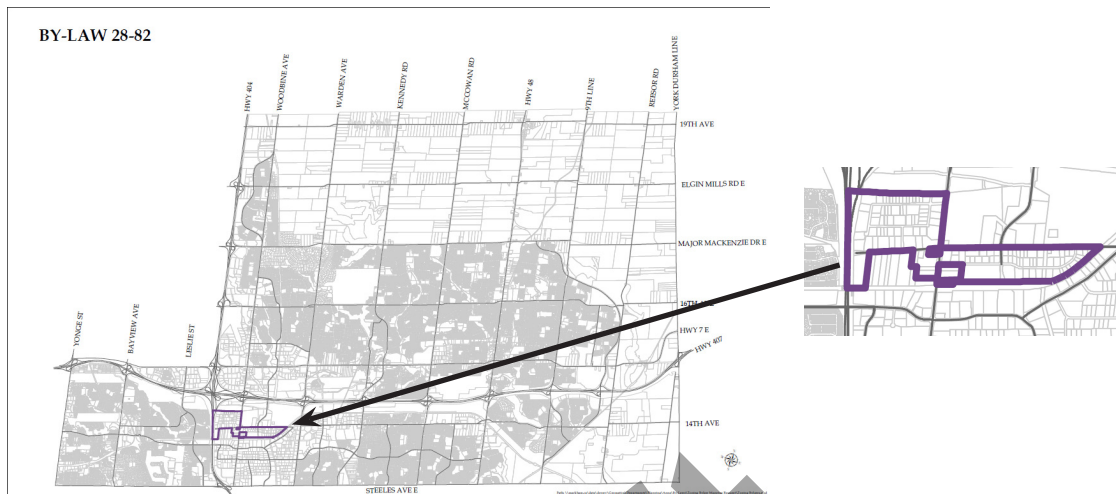 BY-LAW 28-82
HWY 404
WOODBINE AVE
WARDEN AVE
KENNEDY RD
MCCOWAN RD
HWY 48
9TH LINE
REESOR RD
YORK DURHAM LINE
19TH AVE
ELGIN MILLS RD E
MAJOR MACKENZIE DR E
16TH AVE
YONGE ST
BAYVIEW AVE
LESLIE ST
HWY 7 E
HWY 407
14TH AVE
STEELES AVE E